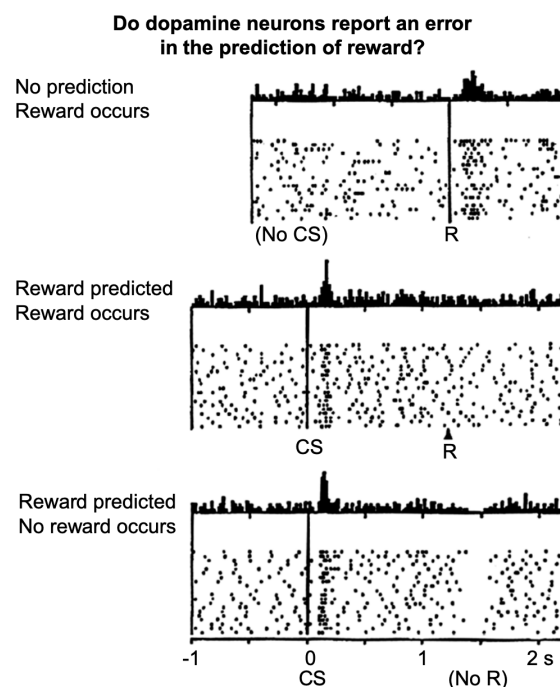 Do dopamine neurons report an error
in the prediction of reward?
No prediction
Reward occurs
(No CS) R
Reward predicted
Reward occurs
CS R
Reward predicted
No reward occurs
-1 0 1 2 s
CS (No R)